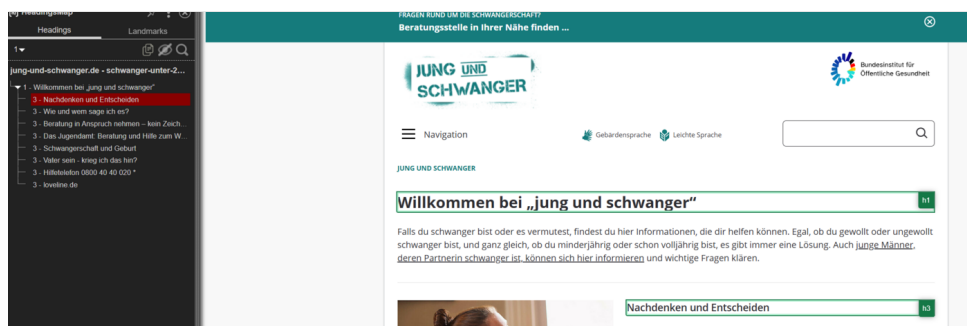 HeadingsMap
Headings
Landmarks
1
jung-und-schwanger.de - schwanger-unter-2...
1 - Willkommen bei „jung und schwanger“
3 - Nachdenken und Entscheiden
3 - Wie und wem sage ich es?
3 - Beratung in Anspruch nehmen – kein Zeich...
3 - Das Jugendamt: Beratung und Hilfe zum W...
3 - Schwangerschaft und Geburt
3 - Vater sein - krieg ich das hin?
3 - Hilfetelefon 0800 40 40 020 *
3 - loveline.de
FRAGEN RUND UM DIE SCHWANGERSCHAFT?
Beratungsstelle in Ihrer Nähe finden ...
JUNG UND
SCHWANGER
Bundesinstitut für
Öffentliche Gesundheit
Navigation
Gebärdensprache
Leichte Sprache
JUNG UND SCHWANGER
Willkommen bei „jung und schwanger“
h1
Falls du schwanger bist oder es vermutest, findest du hier Informationen, die dir helfen können. Egal, ob du gewollt oder ungewollt
schwanger bist, und ganz gleich, ob du minderjährig oder schon volljährig bist, es gibt immer eine Lösung. Auch junge Männer,
deren Partnerin schwanger ist, können sich hier informieren und wichtige Fragen klären.
Nachdenken und Entscheiden
h3